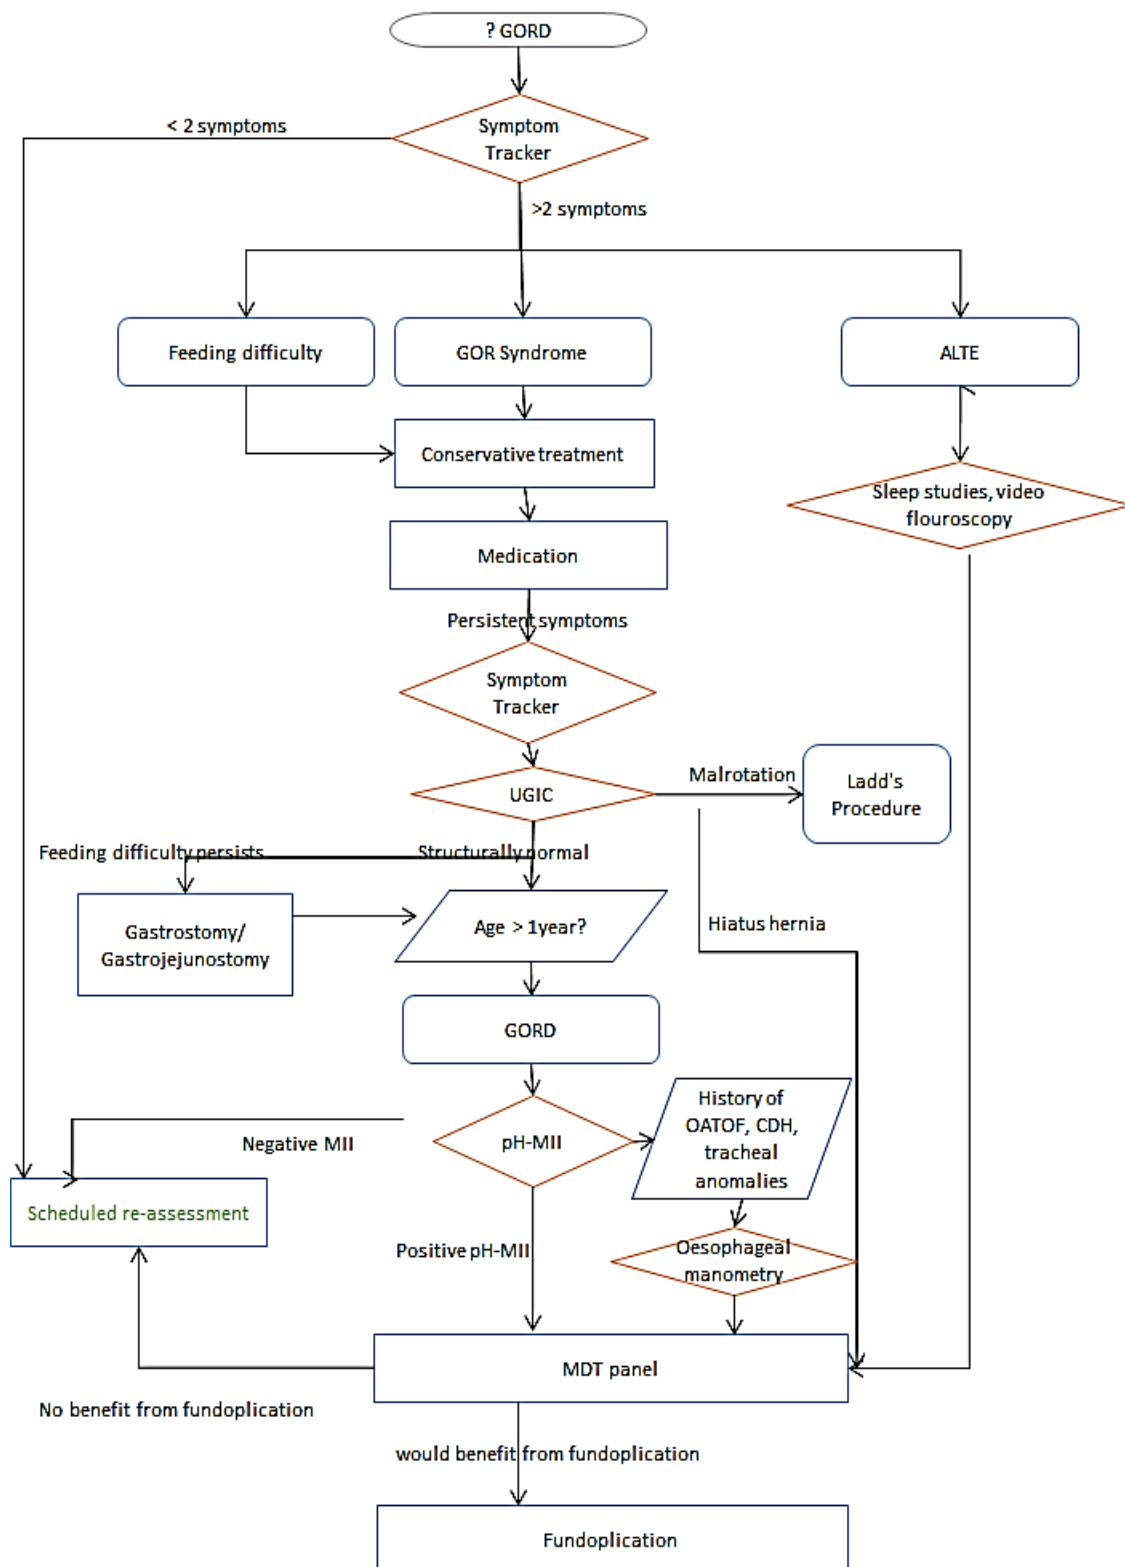 ? GORD
Symptom
Tracker
< 2 symptoms
>2 symptoms
Feeding difficulty
GOR Syndrome
ALTE
Conservative treatment
Sleep studies, video
flouroscopy
Medication
Persistent symptoms
Symptom
Tracker
UGIC
Malrotation
Ladd's
Procedure
Feeding difficulty persists
Structurally normal
Gastrostomy/
Gastrojejunostomy
Age > 1year?
Hiatus hernia
GORD
pH-MII
History of
OATOF, CDH,
tracheal
anomalies
Negative MII
Scheduled re-assessment
Positive pH-MII
Oesophageal
manometry
MDT panel
No benefit from fundoplication
would benefit from fundoplication
Fundoplication